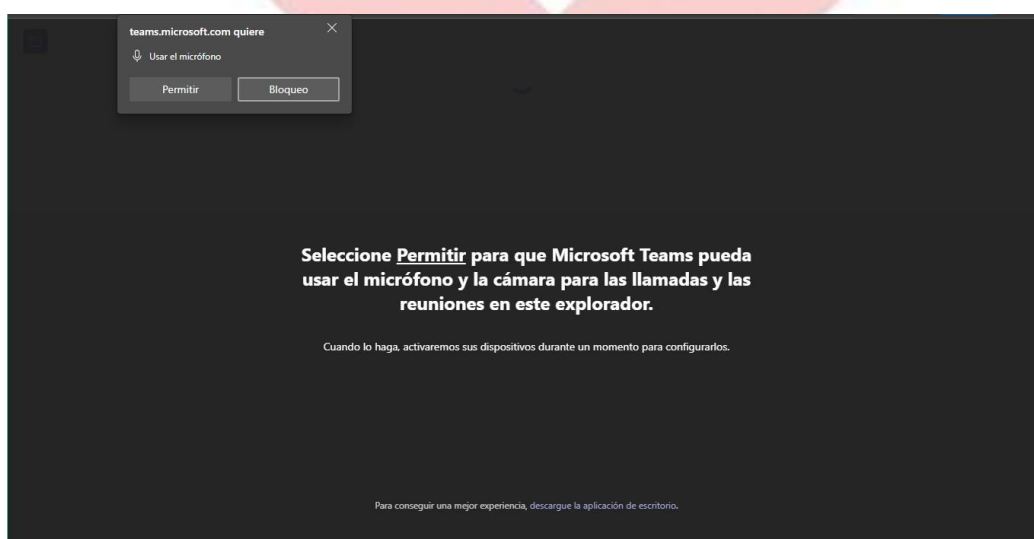 teams.microsoft.com quiere
Usar el micrófono
Permitir
Bloqueo
Seleccione Permitir para que Microsoft Teams pueda
usar el micrófono y la cámara para las llamadas y las
reuniones en este explorador.
Cuando lo haga, activaremos sus dispositivos durante un momento para configurarlos.
Para conseguir una mejor experiencia, descargue la aplicación de escritorio.